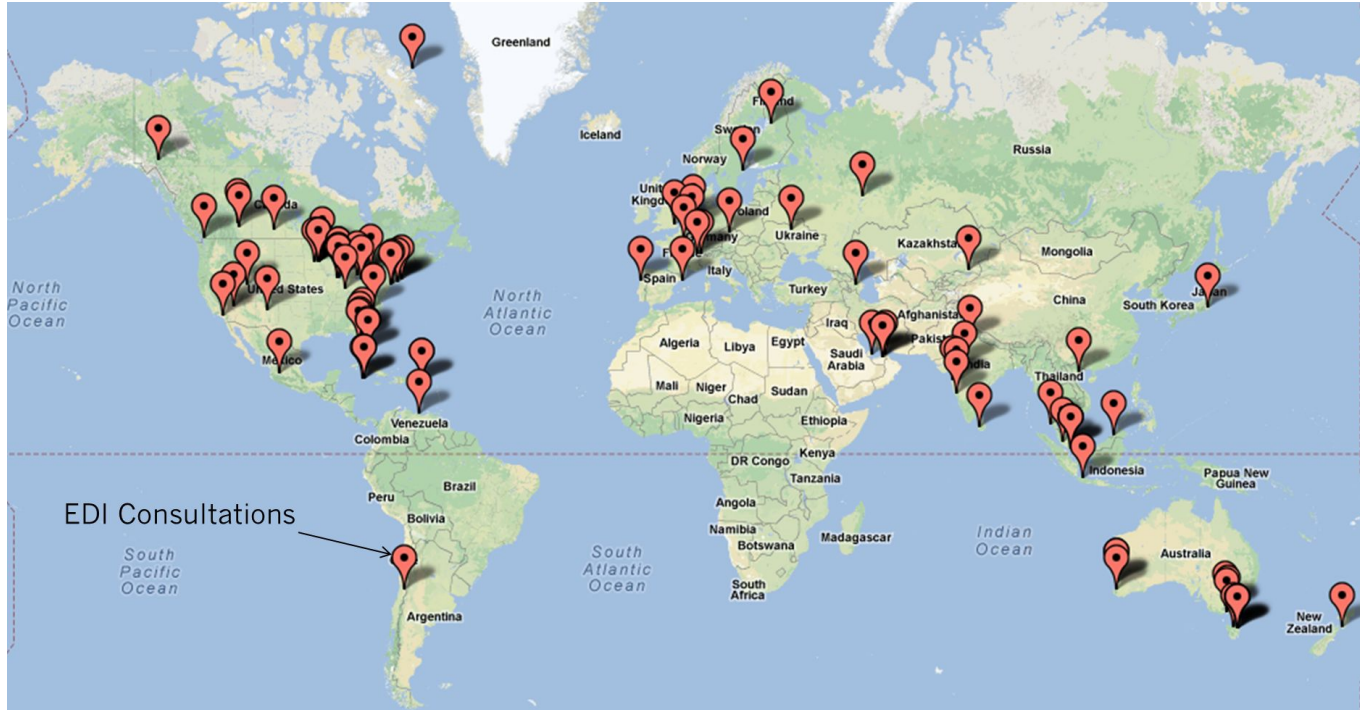 Greenland
Iceland
Finland
Sweden
Norway
Russia
United
Kingdom
Canada
Poland
Germany
Ukraine
Kazakhstan
Mongolia
France
Italy
Spain
Turkey
North
Pacific
Ocean
United States
North
Atlantic
Ocean
China
South Korea
Japan
Afghanistan
Iraq
Pakistan
Algeria
Libya
Egypt
Saudi
Arabia
India
Mexico
Mali
Niger
Chad
Sudan
Thailand
Nigeria
Ethiopia
Venezuela
Colombia
DR Congo
Kenya
Tanzania
Indonesia
Papua New
Guinea
Peru
Brazil
Angola
Bolivia
Namibia
Botswana
Madagascar
EDI Consultations
South
Pacific
Ocean
South
Atlantic
Ocean
Indian
Ocean
Australia
South
Africa
Argentina
New
Zealand